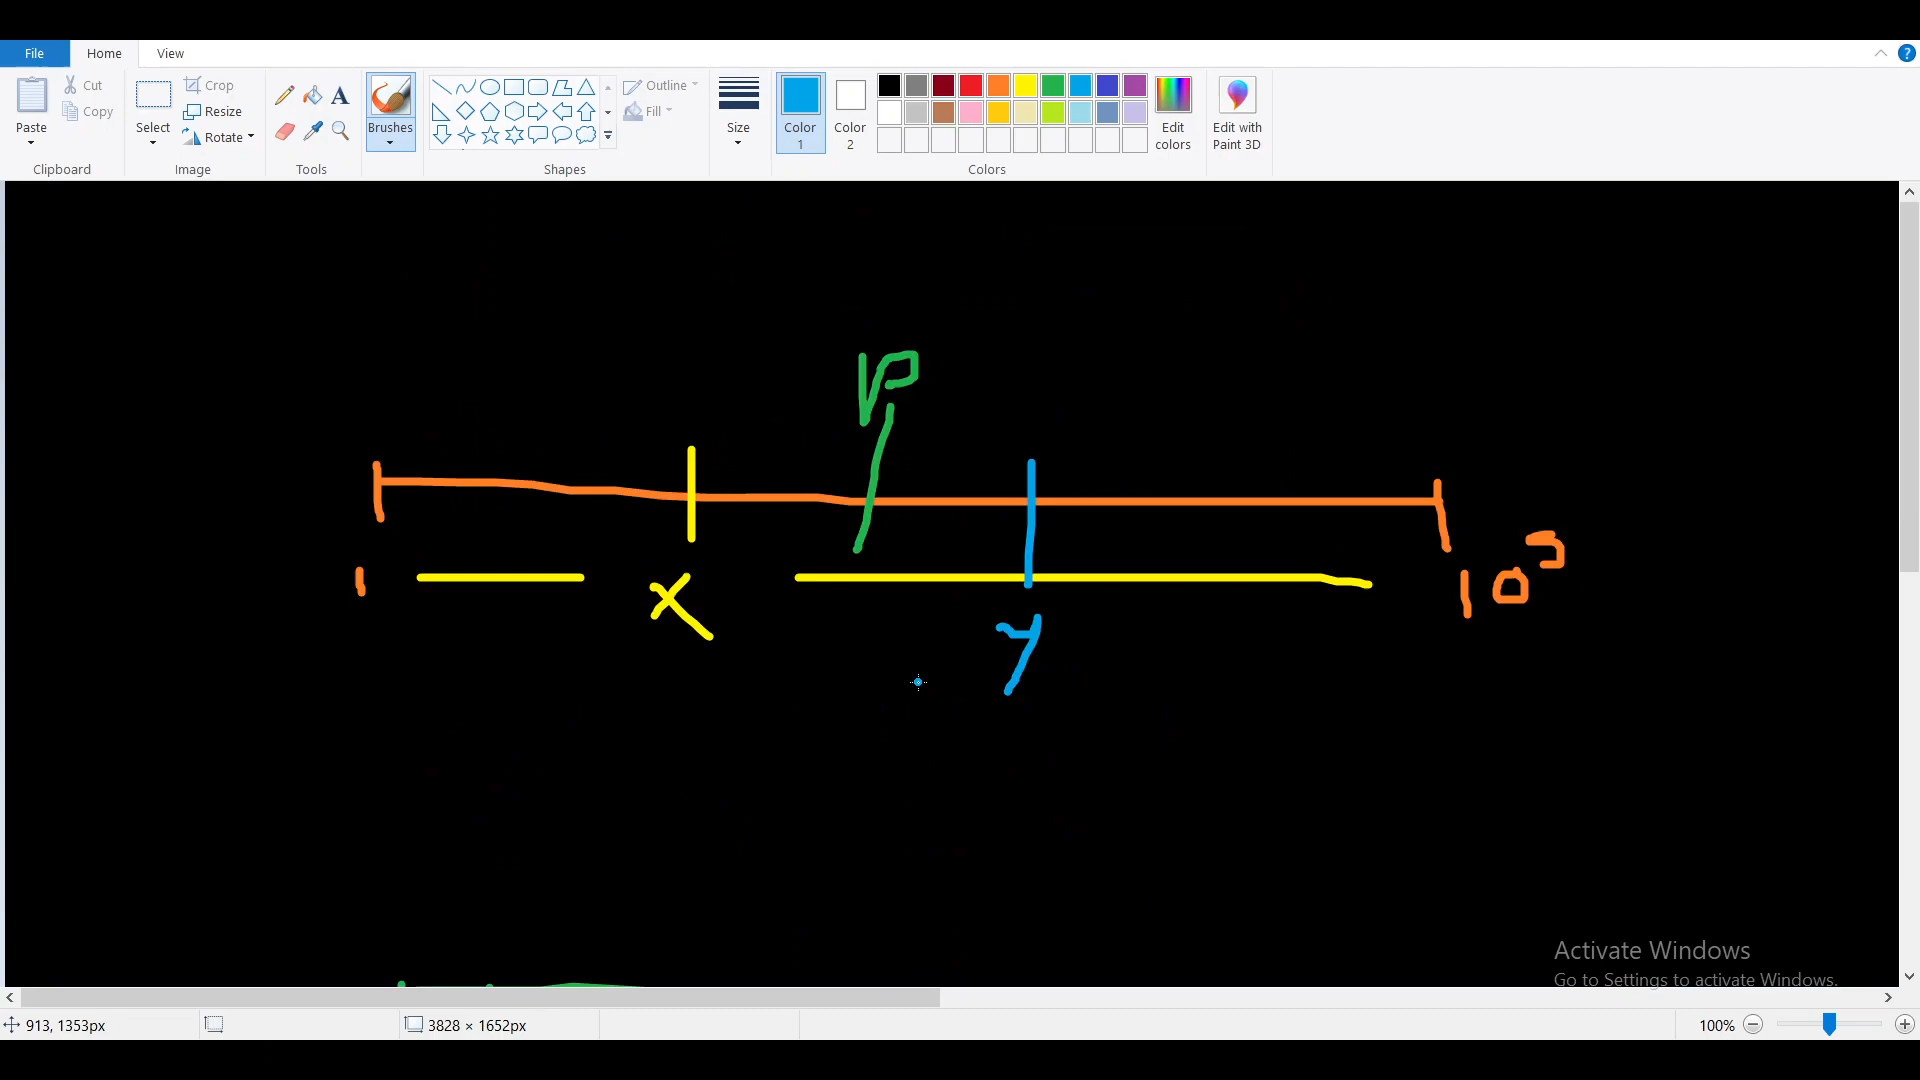 File Home View
Paste Cut Copy Clipboard
Select Crop Resize Rotate Image
Tools
Brushes
Outline Fill Shapes
Size
Color 1 Color 2 Edit colors Colors
Edit with Paint 3D
P
1 x y 10
Activate Windows
Go to Settings to activate Windows.
913, 1353px 3828 × 1652px 100%